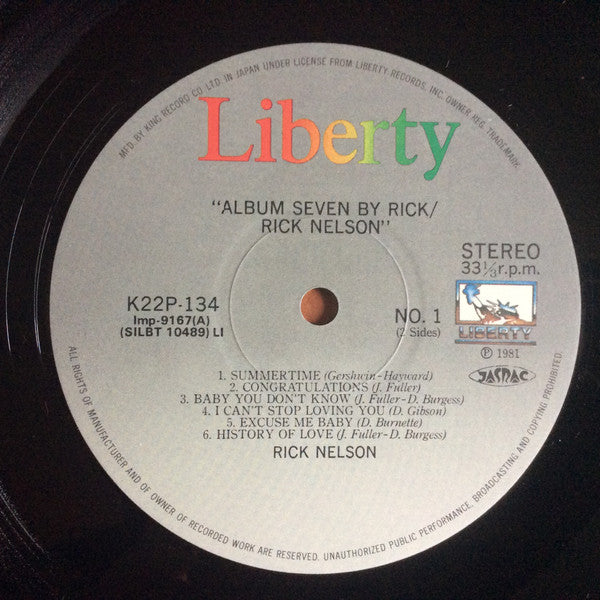 MFD. BY KING RECORD CO. LTD. IN JAPAN UNDER LICENSE FROM LIBERTY RECORDS, INC. OWNER REG. TRADEMARK.
Liberty
"ALBUM SEVEN BY RICK/
RICK NELSON"
STEREO
33⅓r.p.m.
K22P-134
Imp-9167(A)
(SILBT 10489) LI
NO. 1
(2 Sides)
LIBERTY
Ⓟ 1981
JASRAC
1. SUMMERTIME (Gershwin-Hayward)
2. CONGRATULATIONS (J. Fuller)
3. BABY YOU DON'T KNOW (J. Fuller-D. Burgess)
4. I CAN'T STOP LOVING YOU (D. Gibson)
5. EXCUSE ME BABY (D. Burnette)
6. HISTORY OF LOVE (J. Fuller-D. Burgess)
RICK NELSON
ALL RIGHTS OF MANUFACTURER AND OF OWNER OF RECORDED WORK ARE RESERVED. UNAUTHORIZED PUBLIC PERFORMANCE, BROADCASTING AND COPYING PROHIBITED.